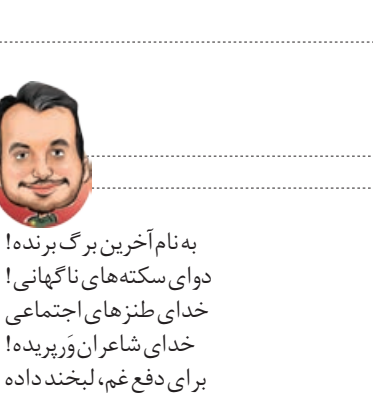 به نام آخرین برگ برنده!
دوای سکته‌های ناگهانی!
خدای طنزهای اجتماعی
خدای شاعران وَرپریده!
برای دفع غم، لبخند داده